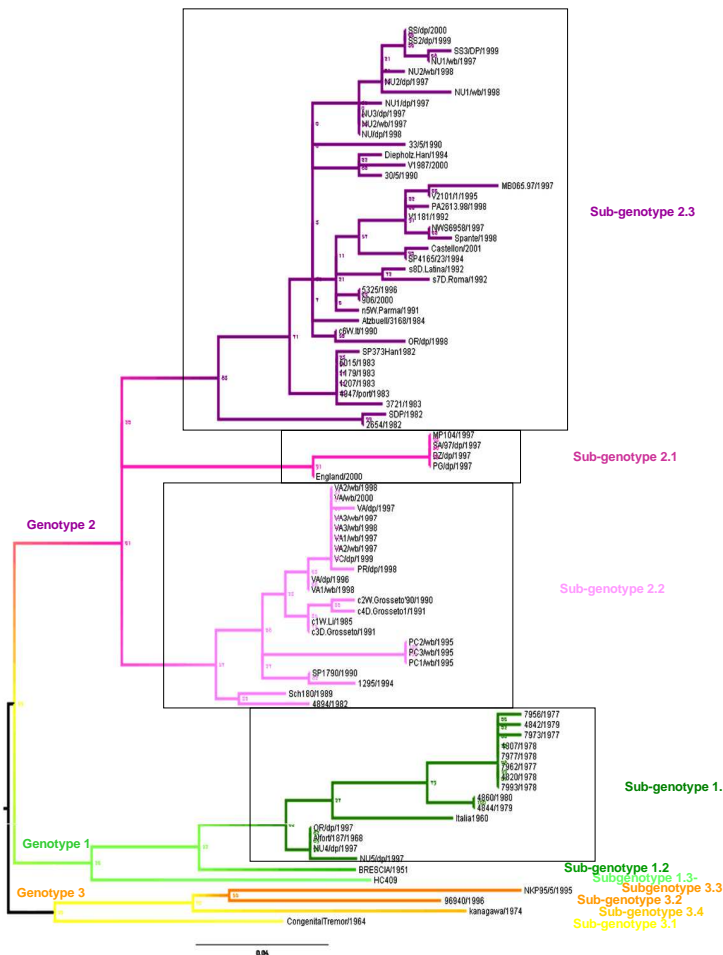 SS/dp/2000
SS2/dp/1999
SS3/DP/1999
NU1/wb/1997
NU2/wb/1998
NU2/dp/1997
NU1/wb/1998
NU1/dp/1997
NU3/dp/1997
NU2/wb/1997
NU/dp/1998
33/5/1990
Diepholz.Han/1994
V1987/2000
30/5/1990
MB065.97/1997
V2101/1/1995
PA2613.98/1998
V1181/1992
Sub-genotype 2.3
NWS6958/1997
Spante/1998
Castellon/2001
SP4165/23/1994
s8D.Latina/1992
s7D.Roma/1992
5325/1996
906/2000
n5W.Parma/1991
Atzbuell/3168/1984
c6W.It/1990
OR/dp/1998
SP373Han1982
5015/1983
1179/1983
1207/1983
4847/port/1983
3721/1983
SDP/1982
2654/1982
MP104/1997
SA/97/dp/1997
BZ/dp/1997
PG/dp/1997
Sub-genotype 2.1
England/2000
VA2/wb/1998
VA/wb/2000
VA/dp/1997
VA3/wb/1997
Genotype 2
VA3/wb/1998
VA1/wb/1997
VA2/wb/1997
VC/dp/1999
PR/dp/1998
VA/dp/1996
VA1/wb/1998
Sub-genotype 2.2
c2W.Grosseto'90/1990
c4D.Grosseto1/1991
c1W.Li/1985
c3D.Grosseto/1991
PC2/wb/1995
PC3/wb/1995
PC1/wb/1995
SP1790/1990
1295/1994
Sch180/1989
4894/1982
7956/1977
4842/1979
7973/1977
4807/1978
7977/1978
7962/1977
4820/1978
7993/1978
Sub-genotype 1.
4860/1980
4844/1979
Italia1960
OR/dp/1997
Alfort/187/1968
NU4/dp/1997
Genotype 1
NU5/dp/1997
BRESCIA/1951
Sub-genotype 1.2
HC409
Subgenotype 1.3-
Genotype 3
NKP95/5/1995
Subgenotype 3.3
96940/1996
Sub-genotype 3.2
kanagawa/1974
Sub-genotype 3.4
CongenitalTremor/1964
Sub-genotype 3.1
0.06